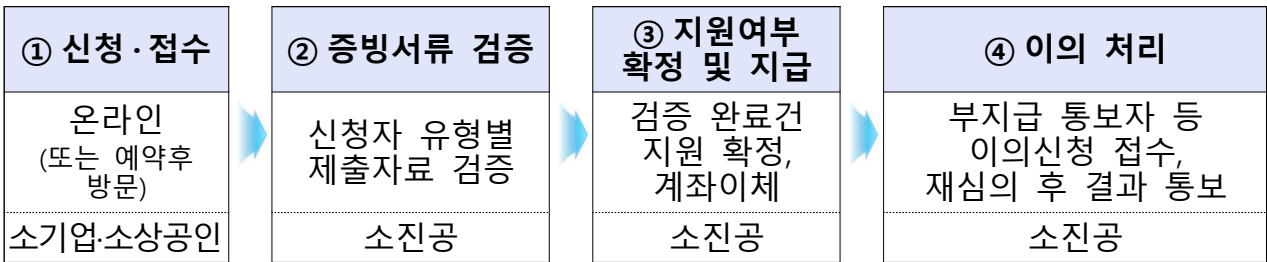 ① 신청·접수
온라인
(또는 예약후
방문)
소기업·소상공인
② 증빙서류 검증
신청자 유형별
제출자료 검증
소진공
③ 지원여부
확정 및 지급
검증 완료건
지원 확정,
계좌이체
소진공
④ 이의 처리
부지급 통보자 등
이의신청 접수,
재심의 후 결과 통보
소진공